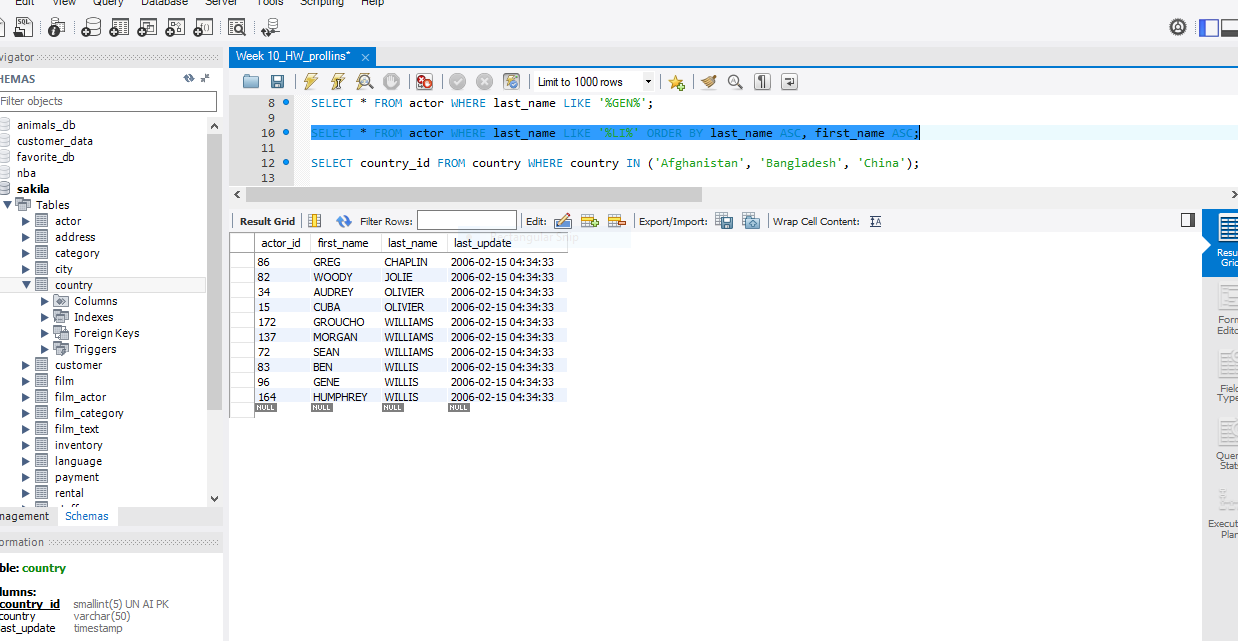 Edit View Query Database Server Tools Scripting Help
SQL
vigator
HEMAS
Filter objects
animals_db
customer_data
favorite_db
nba
sakila
Tables
actor
address
category
city
country
Columns
Indexes
Foreign Keys
Triggers
customer
film
film_actor
film_category
film_text
inventory
language
payment
rental
nagement Schemas
ormation
ble: country
lumns:
country_id smallint(5) UN AI PK
country varchar(50)
ast_update timestamp
Week 10_HW_prollins* ×
Limit to 1000 rows
8 SELECT * FROM actor WHERE last_name LIKE '%GEN%';
9
10 SELECT * FROM actor WHERE last_name LIKE '%LI%' ORDER BY last_name ASC, first_name ASC;
11
12 SELECT country_id FROM country WHERE country IN ('Afghanistan', 'Bangladesh', 'China');
13
Result Grid Filter Rows: Edit: Export/Import: Wrap Cell Content: IA
Rectangular Snip
actor_id first_name last_name last_update
86 GREG CHAPLIN 2006-02-15 04:34:33
82 WOODY JOLIE 2006-02-15 04:34:33
34 AUDREY OLIVIER 2006-02-15 04:34:33
15 CUBA OLIVIER 2006-02-15 04:34:33
172 GROUCHO WILLIAMS 2006-02-15 04:34:33
137 MORGAN WILLIAMS 2006-02-15 04:34:33
72 SEAN WILLIAMS 2006-02-15 04:34:33
83 BEN WILLIS 2006-02-15 04:34:33
96 GENE WILLIS 2006-02-15 04:34:33
164 HUMPHREY WILLIS 2006-02-15 04:34:33
NULL NULL NULL NULL
Resu
Grid
Form
Edito
Field
Type
Quer
Stat
Execut
Plan